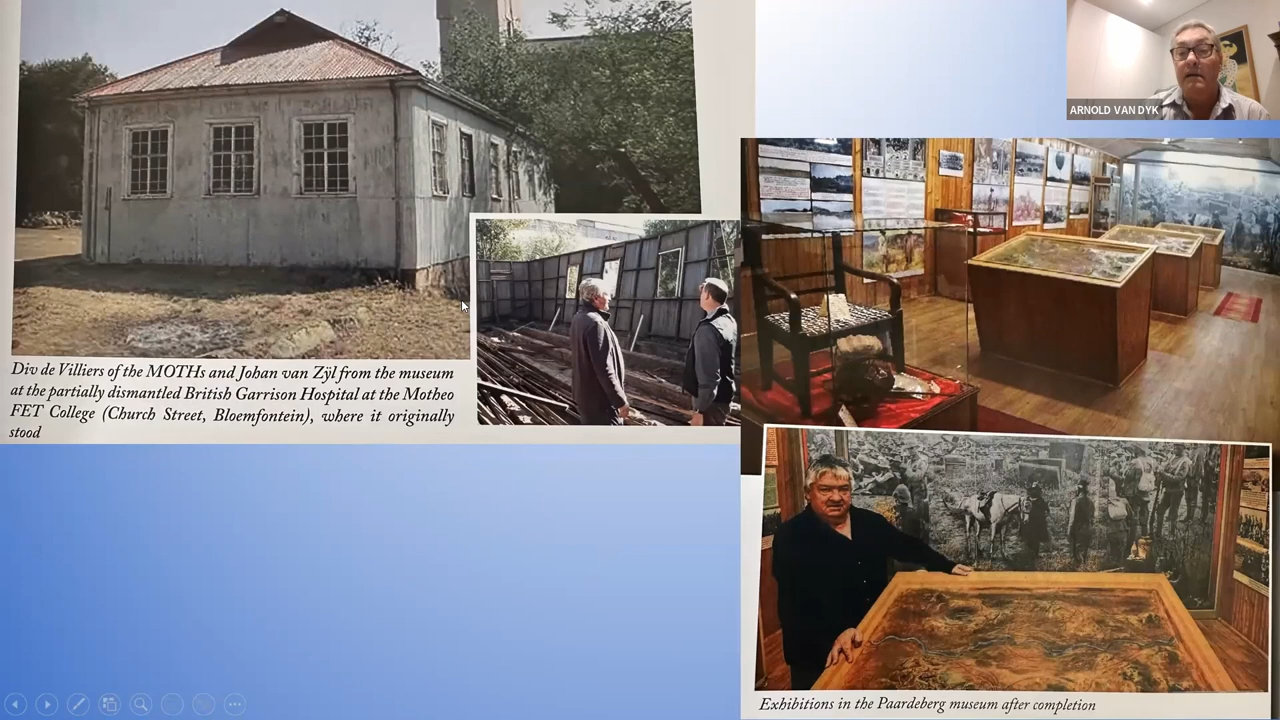 ARNOLD VAN DYK
Div de Villiers of the MOTHs and Johan van Zÿl from the museum
at the partially dismantled British Garrison Hospital at the Motheo
FET College (Church Street, Bloemfontein), where it originally
stood
Exhibitions in the Paardeberg museum after completion